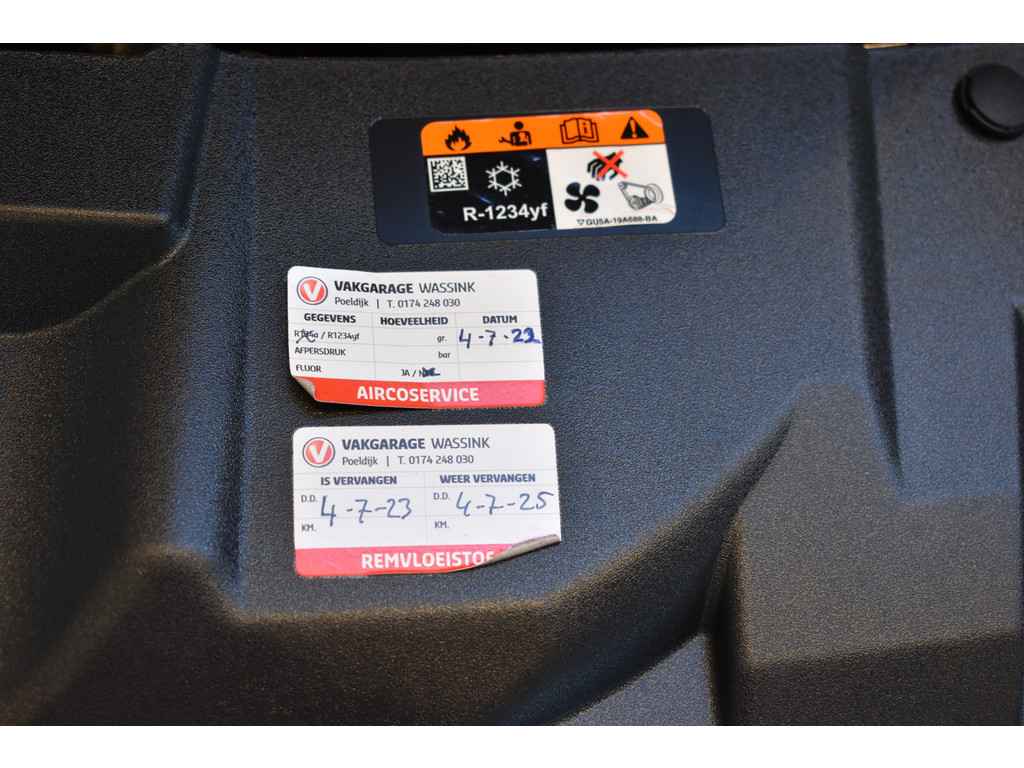 R-1234yf
GU5A-19A688-BA
VAKGARAGE WASSINK
Poeldijk | T. 0174 248 030
GEGEVENS HOEVEELHEID DATUM
R134a / R1234yf gr. 4-7-23
AFPERSDRUK bar
FLUOR JA /
AIRCOSERVICE
VAKGARAGE WASSINK
Poeldijk | T. 0174 248 030
IS VERVANGEN WEER VERVANGEN
D.D. 4-7-23 D.D. 4-7-25
KM. KM.
REMVLOEISTOF